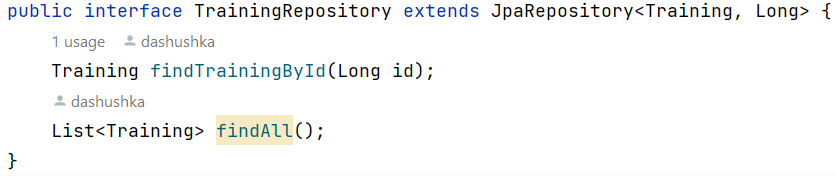 public interface TrainingRepository extends JpaRepository<Training, Long> {
1 usage dashushka
Training findTrainingById(Long id);
dashushka
List<Training> findAll();
}